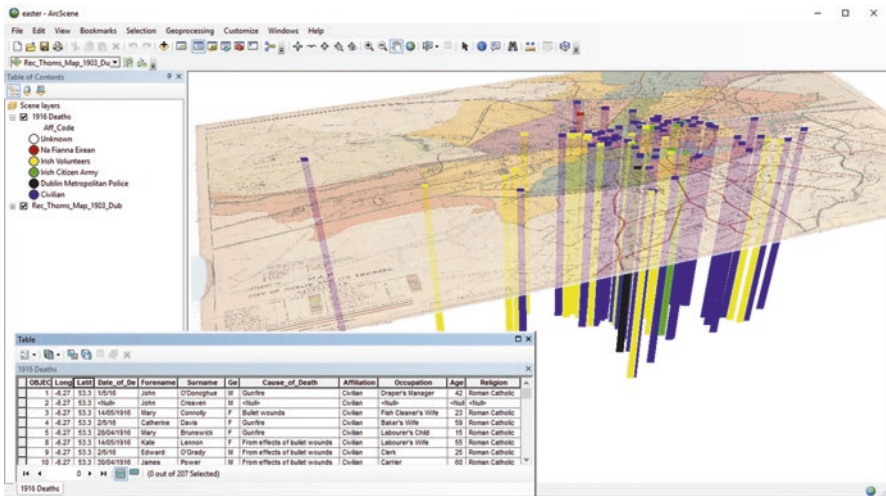 easter - ArcScene
File Edit View Bookmarks Selection Geoprocessing Customize Windows Help
Rec_Thoms_Map_1903_Du
Table of Contents
Scene layers
1916 Deaths
Aff_Code
Unknown
Na Fianna Eirean
Irish Volunteers
Irish Citizen Army
Dublin Metropolitan Police
Civilian
Rec_Thoms_Map_1903_Dub
MAP
Table
1916 Deaths
OBJEC Long Latit Date_of_De Forename Surname Ge Cause_of_Death Affiliation Occupation Age Religion
1 -6.27 53.3 1/5/16 John O'Donoghue M Gunfire Civilian Draper's Manager 42 Roman Catholic
2 -6.27 53.3 <Null> John Creaven M <Null> Civilian <Null> <Null <Null>
3 -6.27 53.3 14/05/1916 Mary Connolly F Bullet wounds Civilian Fish Cleaner's Wife 23 Roman Catholic
4 -6.27 53.3 2/5/16 Catherine Davis F Gunfire Civilian Baker's Wife 59 Roman Catholic
5 -6.27 53.3 28/04/1916 Mary Brunswick F Gunfire Civilian Labourer's Child 15 Roman Catholic
8 -6.27 53.3 14/05/1916 Kate Lennon F From effects of bullet wounds Civilian Labourer's Wife 55 Roman Catholic
9 -6.27 53.3 2/5/16 Edward O'Grady M From effects of bullet wounds Civilian Clerk 25 Roman Catholic
10 -6.27 53.3 30/04/1916 James Power M From effects of bullet wounds Civilian Carrier 60 Roman Catholic
0 (0 out of 207 Selected)
1916 Deaths